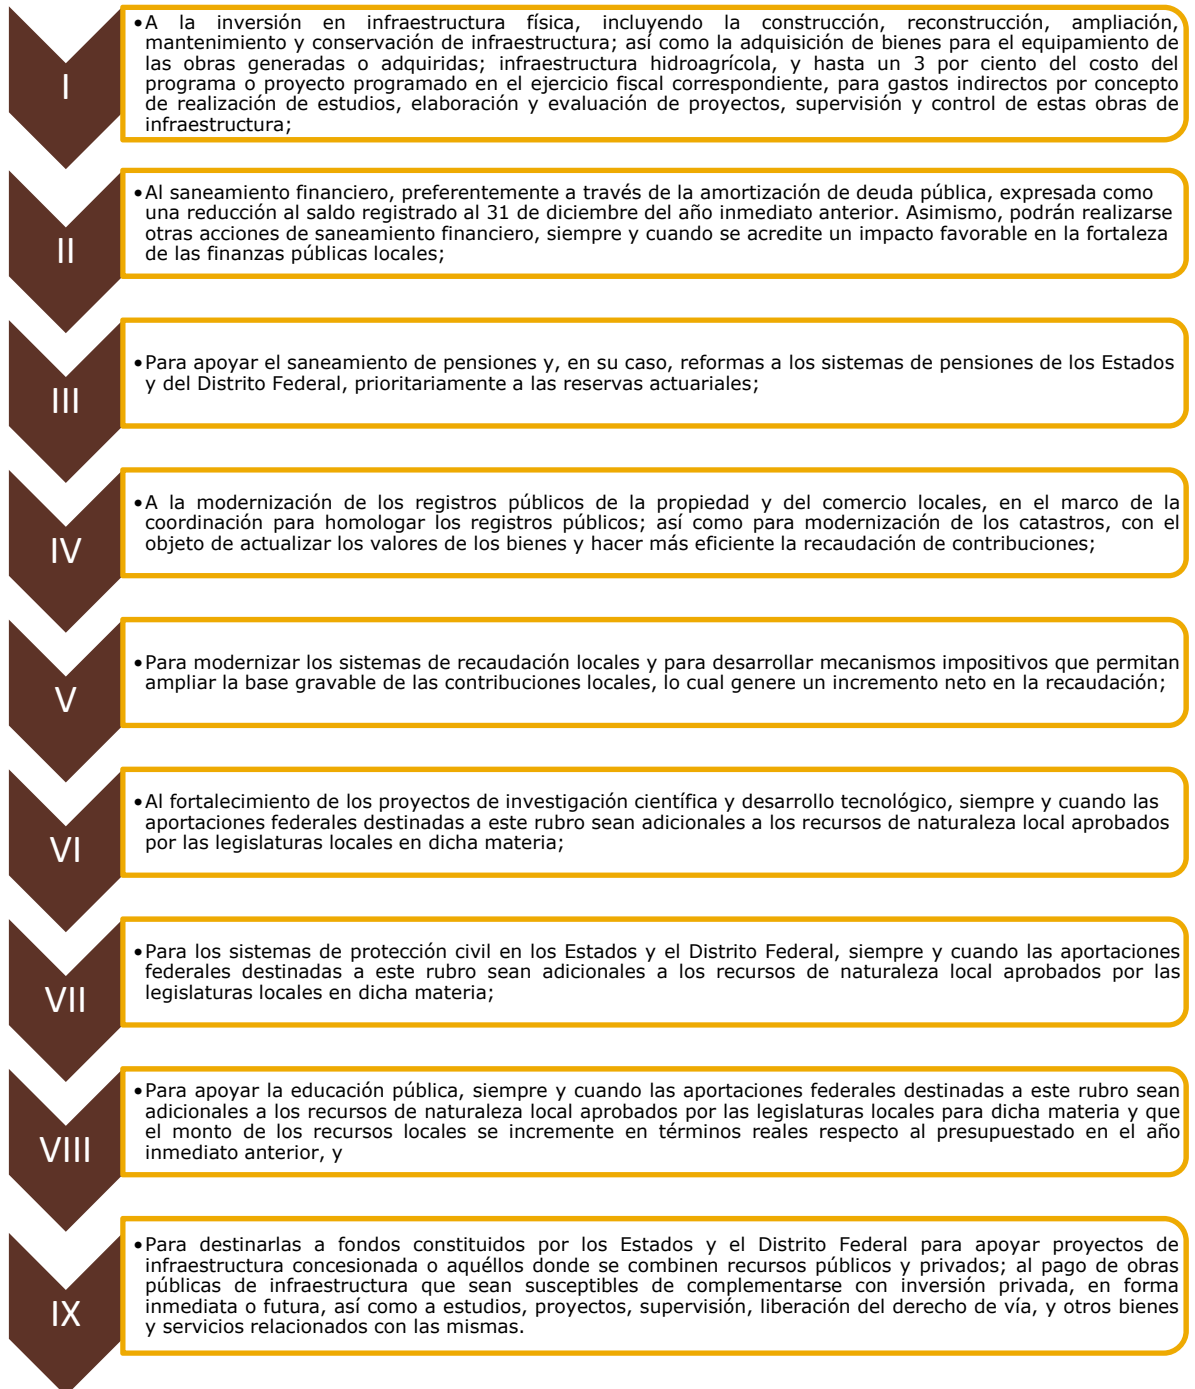 I
•A la inversión en infraestructura física, incluyendo la construcción, reconstrucción, ampliación,
mantenimiento y conservación de infraestructura; así como la adquisición de bienes para el equipamiento de
las obras generadas o adquiridas; infraestructura hidroagrícola, y hasta un 3 por ciento del costo del
programa o proyecto programado en el ejercicio fiscal correspondiente, para gastos indirectos por concepto
de realización de estudios, elaboración y evaluación de proyectos, supervisión y control de estas obras de
infraestructura;
II
•Al saneamiento financiero, preferentemente a través de la amortización de deuda pública, expresada como
una reducción al saldo registrado al 31 de diciembre del año inmediato anterior. Asimismo, podrán realizarse
otras acciones de saneamiento financiero, siempre y cuando se acredite un impacto favorable en la fortaleza
de las finanzas públicas locales;
III
•Para apoyar el saneamiento de pensiones y, en su caso, reformas a los sistemas de pensiones de los Estados
y del Distrito Federal, prioritariamente a las reservas actuariales;
IV
•A la modernización de los registros públicos de la propiedad y del comercio locales, en el marco de la
coordinación para homologar los registros públicos; así como para modernización de los catastros, con el
objeto de actualizar los valores de los bienes y hacer más eficiente la recaudación de contribuciones;
V
•Para modernizar los sistemas de recaudación locales y para desarrollar mecanismos impositivos que permitan
ampliar la base gravable de las contribuciones locales, lo cual genere un incremento neto en la recaudación;
VI
•Al fortalecimiento de los proyectos de investigación científica y desarrollo tecnológico, siempre y cuando las
aportaciones federales destinadas a este rubro sean adicionales a los recursos de naturaleza local aprobados
por las legislaturas locales en dicha materia;
VII
•Para los sistemas de protección civil en los Estados y el Distrito Federal, siempre y cuando las aportaciones
federales destinadas a este rubro sean adicionales a los recursos de naturaleza local aprobados por las
legislaturas locales en dicha materia;
VIII
•Para apoyar la educación pública, siempre y cuando las aportaciones federales destinadas a este rubro sean
adicionales a los recursos de naturaleza local aprobados por las legislaturas locales para dicha materia y que
el monto de los recursos locales se incremente en términos reales respecto al presupuestado en el año
inmediato anterior, y
IX
•Para destinarlas a fondos constituidos por los Estados y el Distrito Federal para apoyar proyectos de
infraestructura concesionada o aquéllos donde se combinen recursos públicos y privados; al pago de obras
públicas de infraestructura que sean susceptibles de complementarse con inversión privada, en forma
inmediata o futura, así como a estudios, proyectos, supervisión, liberación del derecho de vía, y otros bienes
y servicios relacionados con las mismas.